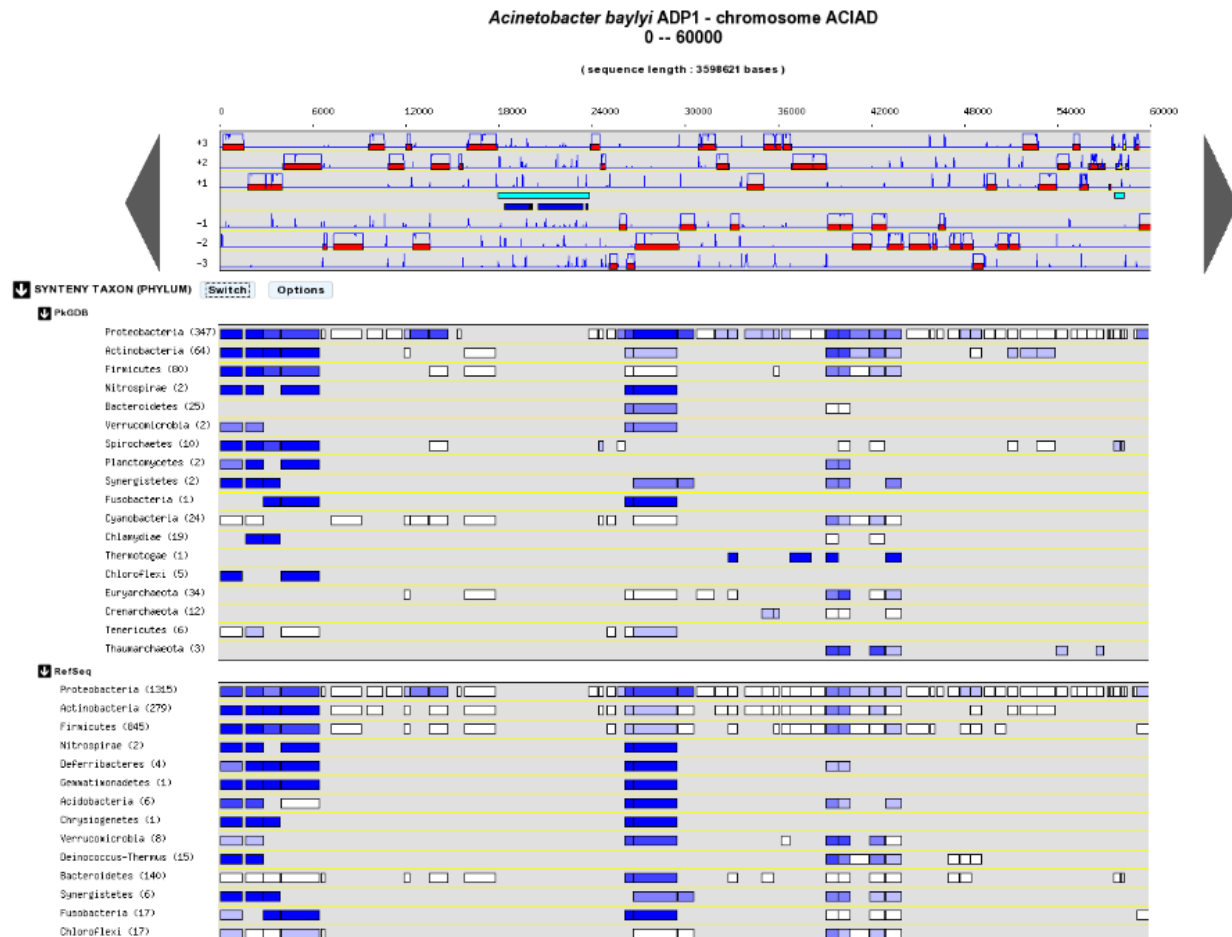 Acinetobacter baylyi ADP1 - chromosome ACIAD
0 -- 60000
( sequence length : 3598621 bases )
0 6000 12000 18000 24000 30000 36000 42000 48000 54000 60000
+3
+2
+1
-1
-2
-3
SYNTENY TAXON (PHYLUM) Switch Options
PkGDB
Proteobacteria (347)
Actinobacteria (64)
Firmicutes (80)
Nitrospirae (2)
Bacteroidetes (25)
Verrucomicrobia (2)
Spirochaetes (10)
Planctomycetes (2)
Synergistetes (2)
Fusobacteria (1)
Cyanobacteria (24)
Chlamydiae (19)
Thermotogae (1)
Chloroflexi (5)
Euryarchaeota (34)
Crenarchaeota (12)
Tenericutes (6)
Thaumarchaeota (3)
RefSeq
Proteobacteria (1315)
Actinobacteria (279)
Firmicutes (845)
Nitrospirae (2)
Deferribacteres (4)
Gemmatimonadetes (1)
Acidobacteria (6)
Chrysiogenetes (1)
Verrucomicrobia (8)
Deinococcus-Thermus (15)
Bacteroidetes (140)
Synergistetes (6)
Fusobacteria (17)
Chloroflexi (17)